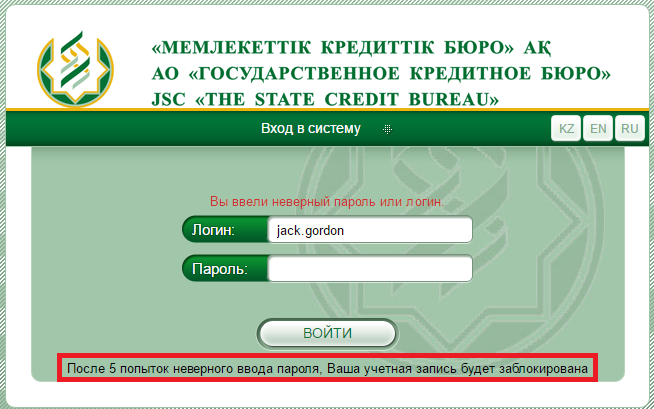 «МЕМЛЕКЕТТІК КРЕДИТТІК БЮРО» АҚ
АО «ГОСУДАРСТВЕННОЕ КРЕДИТНОЕ БЮРО»
JSC «THE STATE CREDIT BUREAU»
Вход в систему
KZ EN RU
Вы ввели неверный пароль или логин.
Логин: jack.gordon
Пароль:
ВОЙТИ
После 5 попыток неверного ввода пароля, Ваша учетная запись будет заблокирована